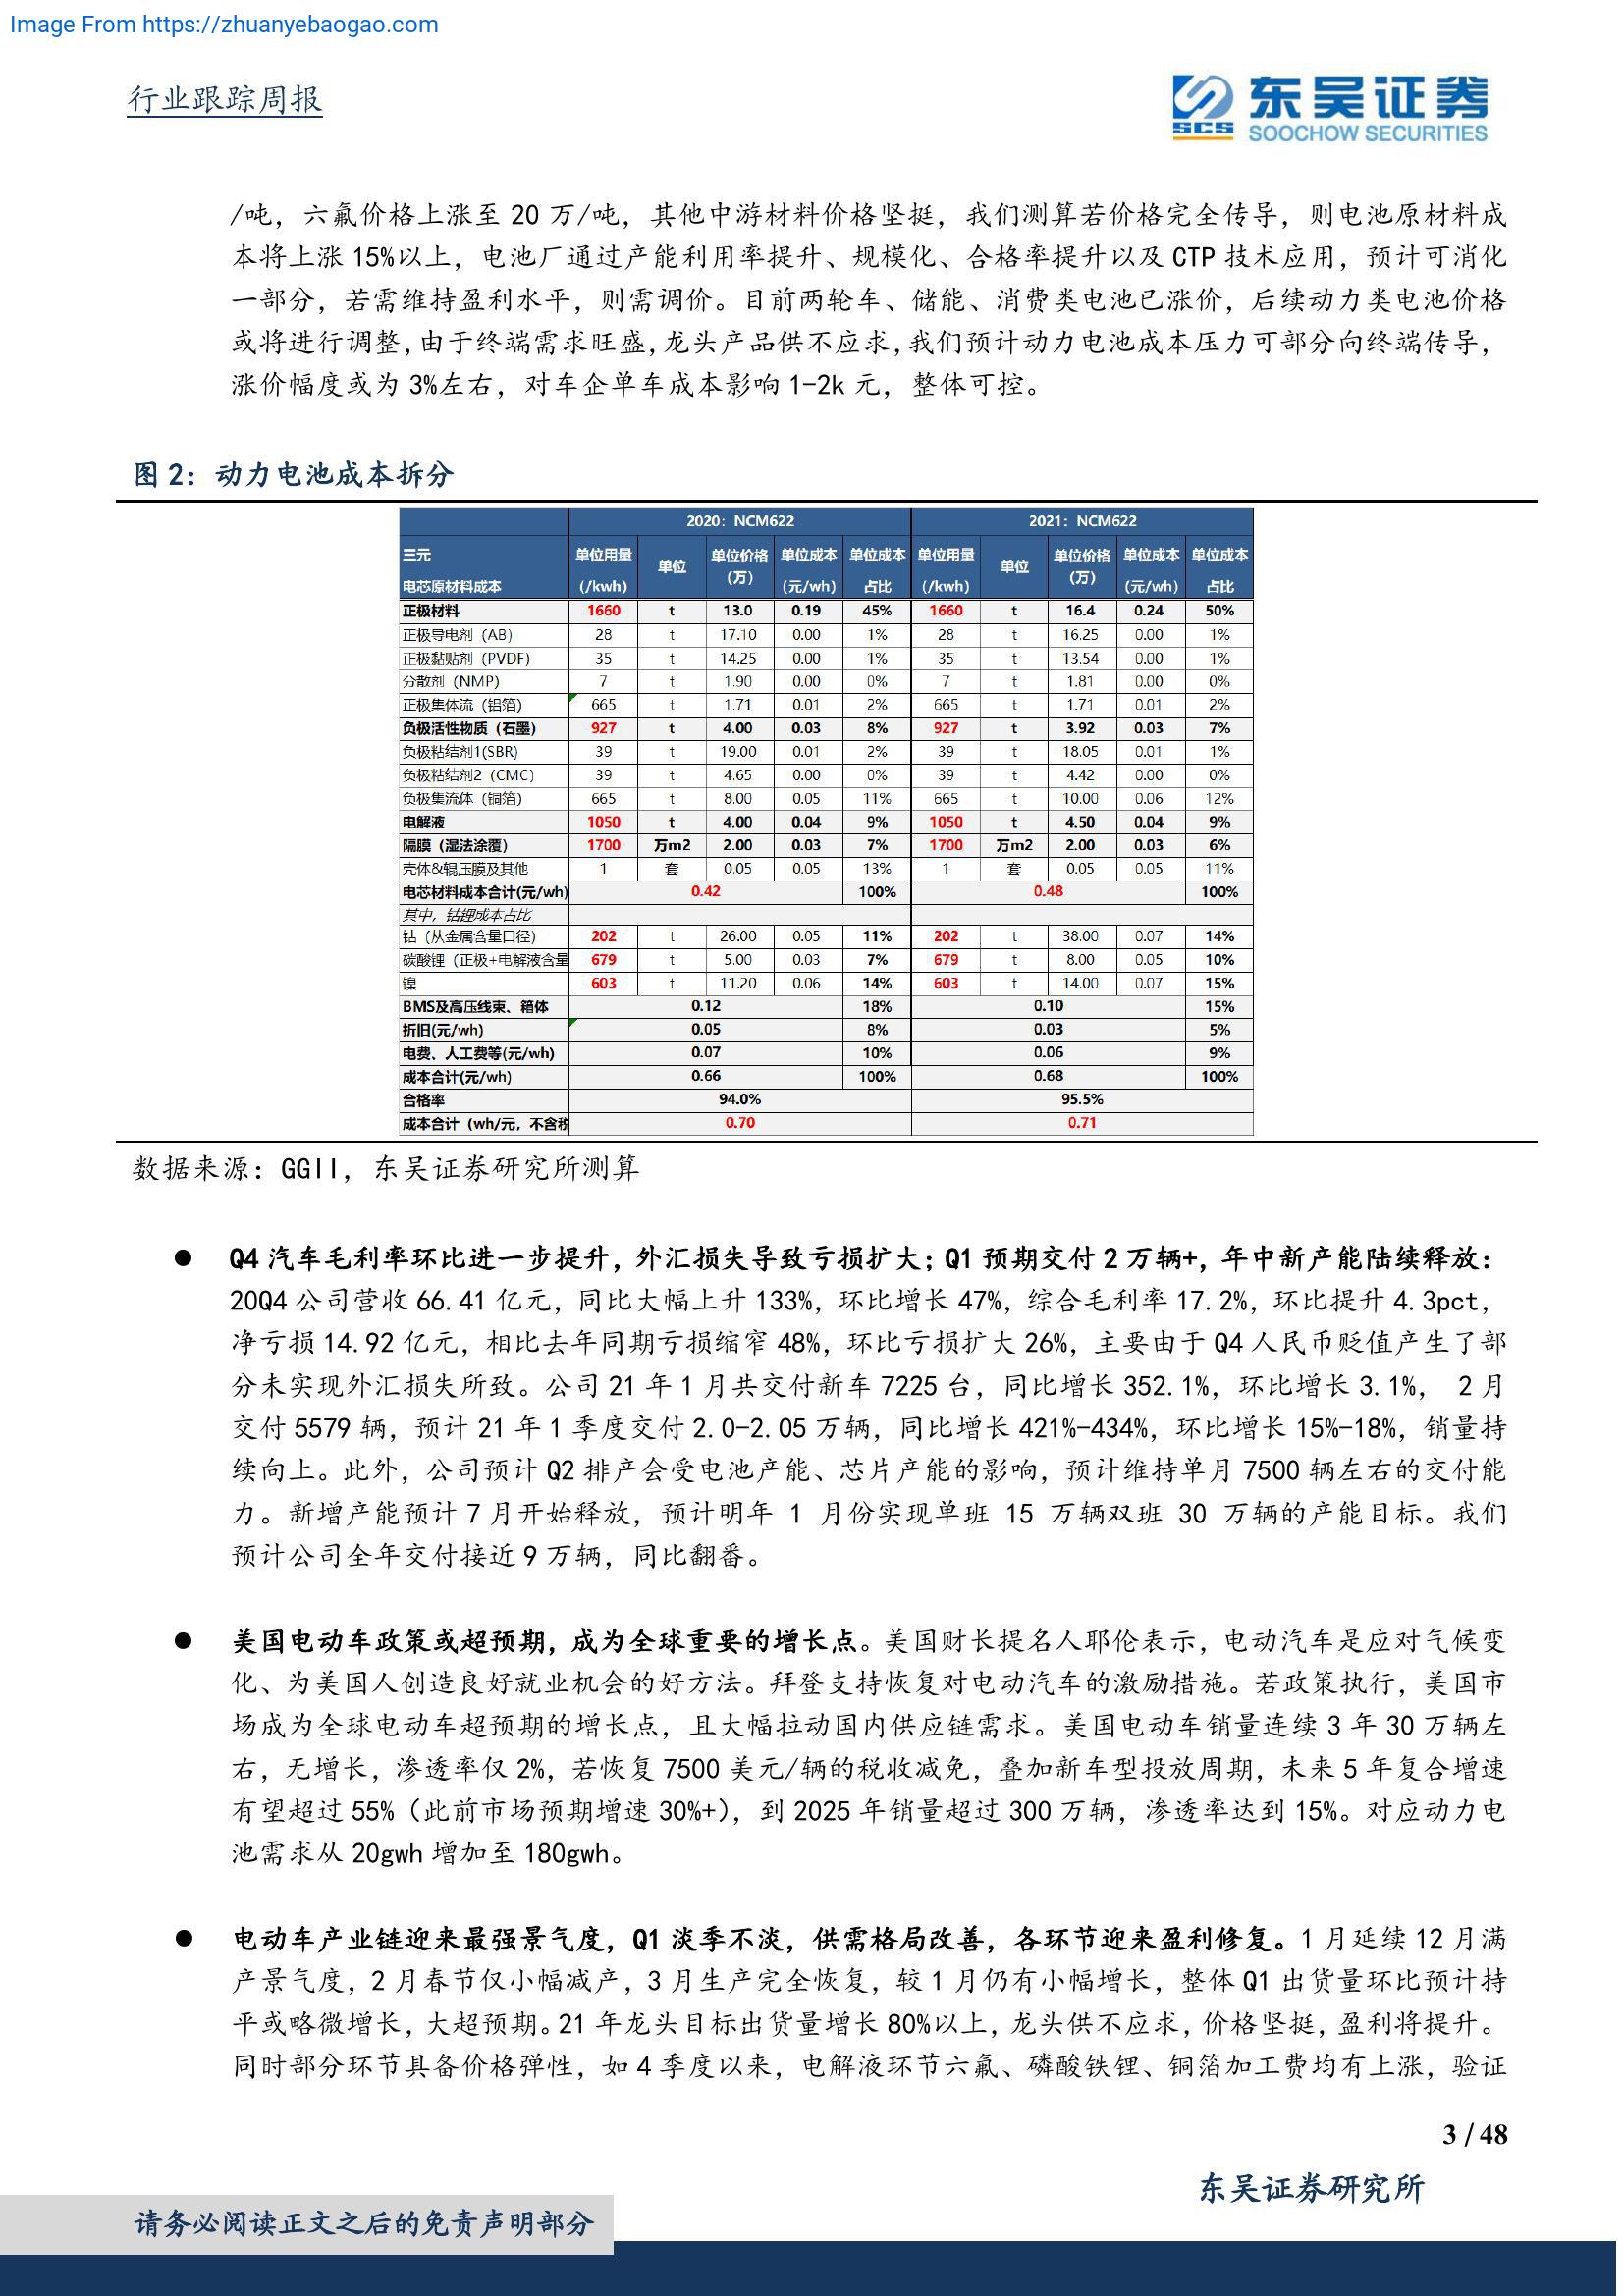 Image From https://zhuanyebaogao.com
行业跟踪周报
SCS
东吴证券
SOOCHOW SECURITIES
/吨，六氟价格上涨至 20 万/吨，其他中游材料价格坚挺，我们测算若价格完全传导，则电池原材料成
本将上涨 15%以上，电池厂通过产能利用率提升、规模化、合格率提升以及 CTP 技术应用，预计可消化
一部分，若需维持盈利水平，则需调价。目前两轮车、储能、消费类电池已涨价，后续动力类电池价格
或将进行调整，由于终端需求旺盛，龙头产品供不应求，我们预计动力电池成本压力可部分向终端传导，
涨价幅度或为 3%左右，对车企单车成本影响 1-2k 元，整体可控。
图 2：动力电池成本拆分
2020：NCM622 2021：NCM622
三元 单位用量 单位 单位价格 单位成本 单位成本 单位用量 单位 单位价格 单位成本 单位成本
电芯原材料成本 (/kwh) （万） (元/wh) 占比 (/kwh) （万） (元/wh) 占比
正极材料 1660 t 13.0 0.19 45% 1660 t 16.4 0.24 50%
正极导电剂（AB） 28 t 17.10 0.00 1% 28 t 16.25 0.00 1%
正极黏贴剂（PVDF） 35 t 14.25 0.00 1% 35 t 13.54 0.00 1%
分散剂（NMP） 7 t 1.90 0.00 0% 7 t 1.81 0.00 0%
正极集体流（铝箔） 665 t 1.71 0.01 2% 665 t 1.71 0.01 2%
负极活性物质（石墨） 927 t 4.00 0.03 8% 927 t 3.92 0.03 7%
负极粘结剂1(SBR) 39 t 19.00 0.01 2% 39 t 18.05 0.01 1%
负极粘结剂2（CMC） 39 t 4.65 0.00 0% 39 t 4.42 0.00 0%
负极集流体（铜箔） 665 t 8.00 0.05 11% 665 t 10.00 0.06 12%
电解液 1050 t 4.00 0.04 9% 1050 t 4.50 0.04 9%
隔膜（湿法涂覆） 1700 万m2 2.00 0.03 7% 1700 万m2 2.00 0.03 6%
壳体&辊压膜及其他 1 套 0.05 0.05 13% 1 套 0.05 0.05 11%
电芯材料成本合计(元/wh) 0.42 100% 0.48 100%
其中，钴锂成本占比
钴（从金属含量口径） 202 t 26.00 0.05 11% 202 t 38.00 0.07 14%
碳酸锂（正极+电解液含量 679 t 5.00 0.03 7% 679 t 8.00 0.05 10%
镍 603 t 11.20 0.06 14% 603 t 14.00 0.07 15%
BMS及高压线束、箱体 0.12 18% 0.10 15%
折旧(元/wh) 0.05 8% 0.03 5%
电费、人工费等(元/wh) 0.07 10% 0.06 9%
成本合计(元/wh) 0.66 100% 0.68 100%
合格率 94.0% 95.5%
成本合计（wh/元，不含税 0.70 0.71
数据来源：GGII，东吴证券研究所测算
● Q4 汽车毛利率环比进一步提升，外汇损失导致亏损扩大；Q1 预期交付 2 万辆+，年中新产能陆续释放：
20Q4 公司营收 66.41 亿元，同比大幅上升 133%，环比增长 47%，综合毛利率 17.2%，环比提升 4.3pct，
净亏损 14.92 亿元，相比去年同期亏损缩窄 48%，环比亏损扩大 26%，主要由于 Q4 人民币贬值产生了部
分未实现外汇损失所致。公司 21 年 1 月共交付新车 7225 台，同比增长 352.1%，环比增长 3.1%， 2 月
交付 5579 辆，预计 21 年 1 季度交付 2.0-2.05 万辆，同比增长 421%-434%，环比增长 15%-18%，销量持
续向上。此外，公司预计 Q2 排产会受电池产能、芯片产能的影响，预计维持单月 7500 辆左右的交付能
力。新增产能预计 7 月开始释放，预计明年 1 月份实现单班 15 万辆双班 30 万辆的产能目标。我们
预计公司全年交付接近 9 万辆，同比翻番。
● 美国电动车政策或超预期，成为全球重要的增长点。美国财长提名人耶伦表示，电动汽车是应对气候变
化、为美国人创造良好就业机会的好方法。拜登支持恢复对电动汽车的激励措施。若政策执行，美国市
场成为全球电动车超预期的增长点，且大幅拉动国内供应链需求。美国电动车销量连续 3 年 30 万辆左
右，无增长，渗透率仅 2%，若恢复 7500 美元/辆的税收减免，叠加新车型投放周期，未来 5 年复合增速
有望超过 55%（此前市场预期增速 30%+），到 2025 年销量超过 300 万辆，渗透率达到 15%。对应动力电
池需求从 20gwh 增加至 180gwh。
● 电动车产业链迎来最强景气度，Q1 淡季不淡，供需格局改善，各环节迎来盈利修复。1 月延续 12 月满
产景气度，2 月春节仅小幅减产，3 月生产完全恢复，较 1 月仍有小幅增长，整体 Q1 出货量环比预计持
平或略微增长，大超预期。21 年龙头目标出货量增长 80%以上，龙头供不应求，价格坚挺，盈利将提升。
同时部分环节具备价格弹性，如 4 季度以来，电解液环节六氟、磷酸铁锂、铜箔加工费均有上涨，验证
3 / 48
东吴证券研究所
请务必阅读正文之后的免责声明部分